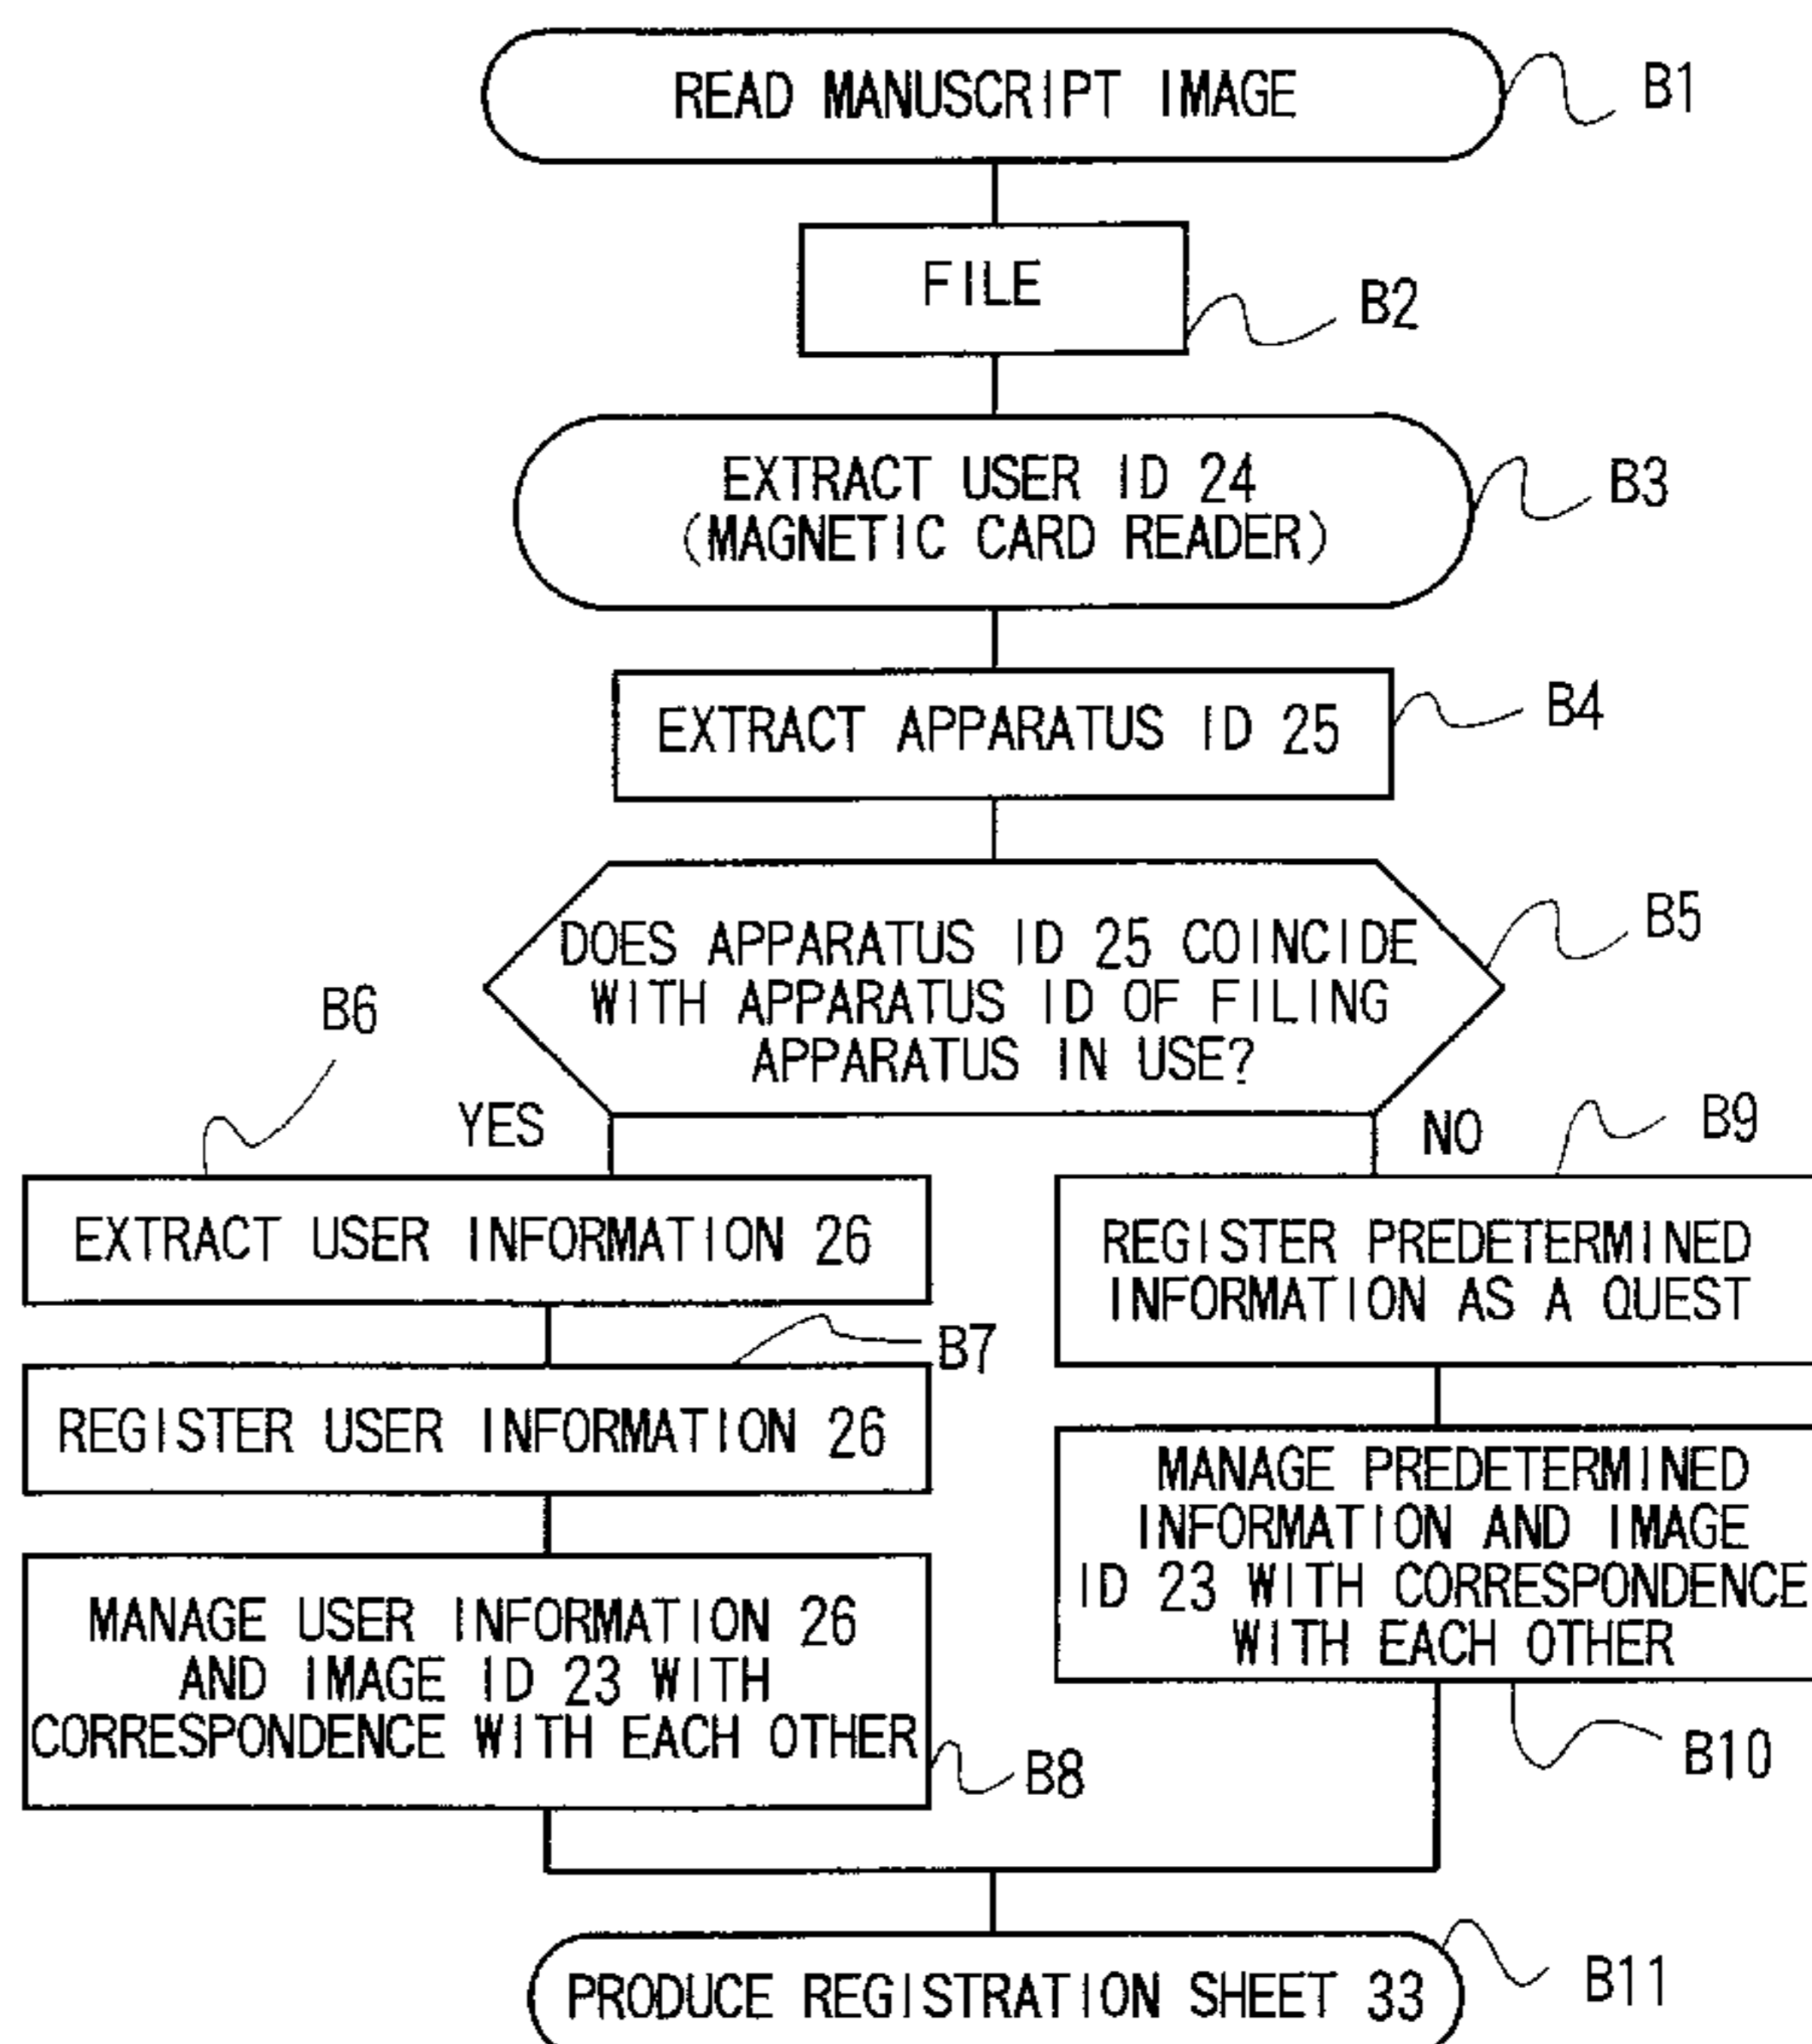 READ MANUSCRIPT IMAGE
B1
FILE
B2
EXTRACT USER ID 24
(MAGNETIC CARD READER)
B3
EXTRACT APPARATUS ID 25
B4
DOES APPARATUS ID 25 COINCIDE
WITH APPARATUS ID OF FILING
APPARATUS IN USE?
B5
YES
NO
B6
EXTRACT USER INFORMATION 26
B7
REGISTER USER INFORMATION 26
MANAGE USER INFORMATION 26
AND IMAGE ID 23 WITH
CORRESPONDENCE WITH EACH OTHER
B8
B9
REGISTER PREDETERMINED
INFORMATION AS A QUEST
MANAGE PREDETERMINED
INFORMATION AND IMAGE
ID 23 WITH CORRESPONDENCE
WITH EACH OTHER
B10
PRODUCE REGISTRATION SHEET 33
B11